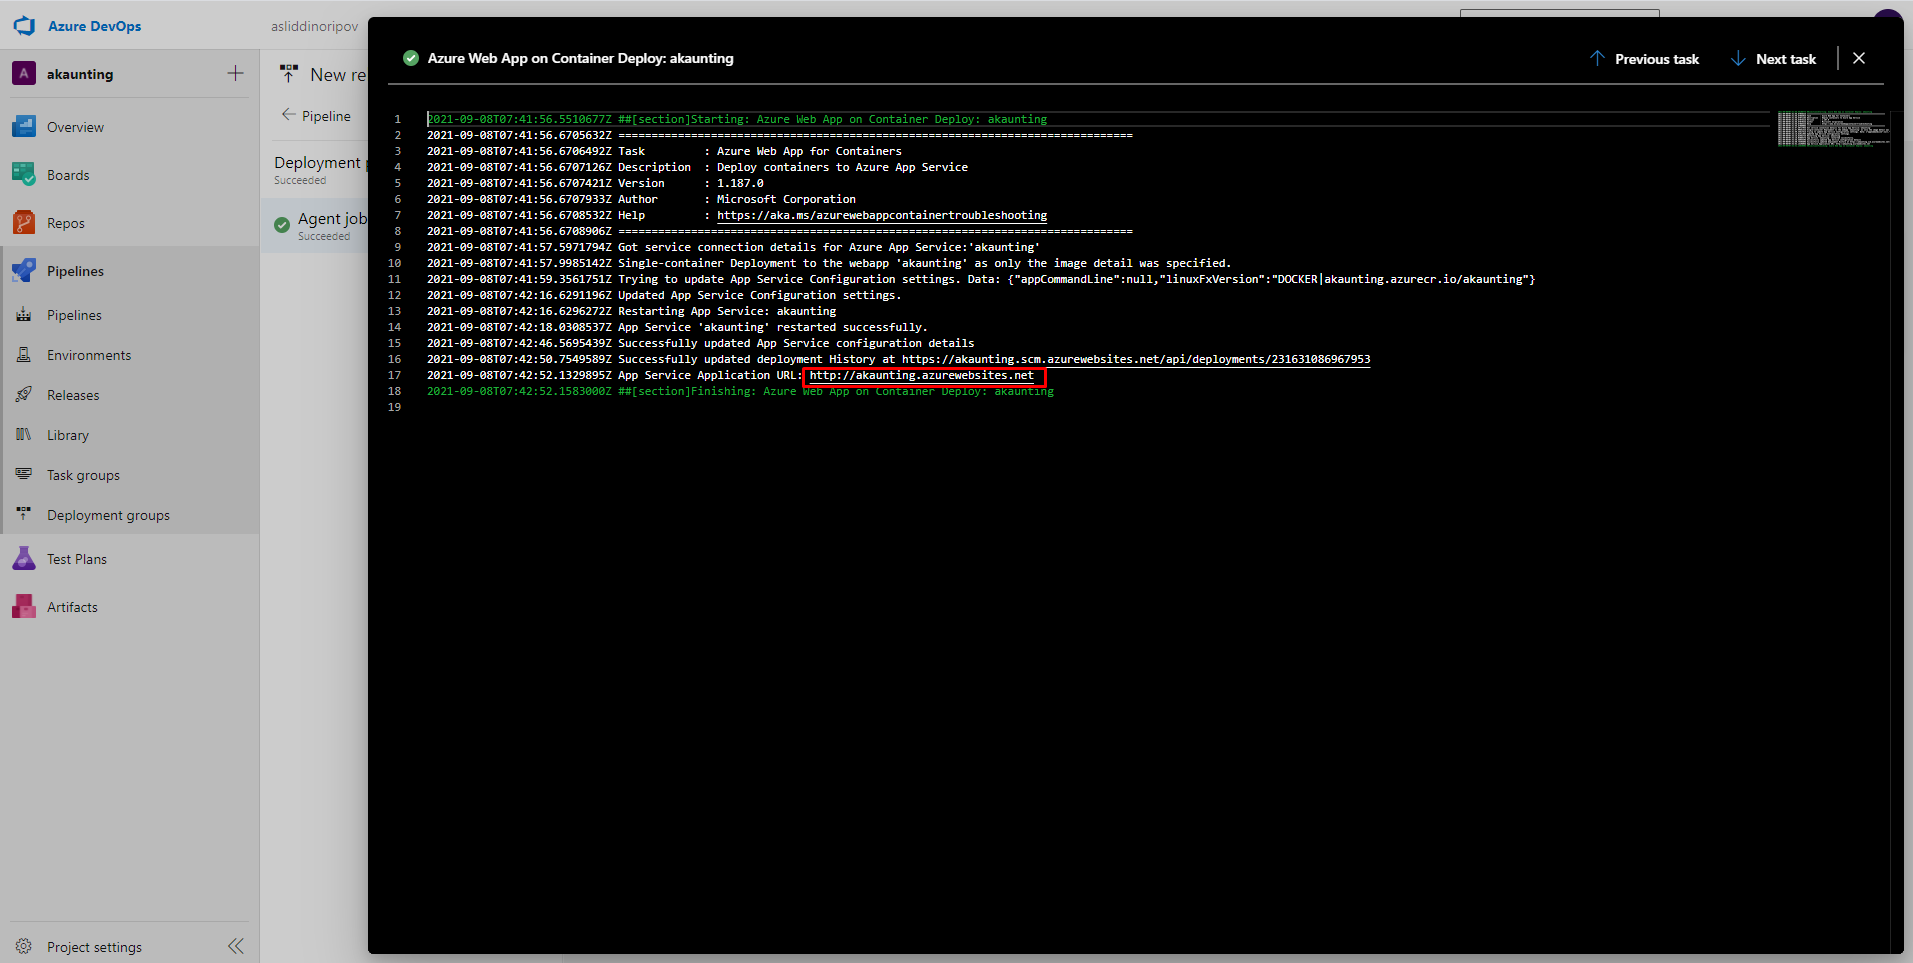 Azure DevOps
asliddinoripov
A
akaunting
New re
Pipeline
Overview
Boards
Repos
Pipelines
Pipelines
Environments
Releases
Library
Task groups
Deployment groups
Test Plans
Artifacts
Project settings
Deployment
Succeeded
Agent job
Succeeded
Azure Web App on Container Deploy: akaunting
Previous task
Next task
1 2021-09-08T07:41:56.5510677Z ##[section]Starting: Azure Web App on Container Deploy: akaunting
2 2021-09-08T07:41:56.6705632Z ==============================================================================
3 2021-09-08T07:41:56.6706492Z Task         : Azure Web App for Containers
4 2021-09-08T07:41:56.6707126Z Description  : Deploy containers to Azure App Service
5 2021-09-08T07:41:56.6707421Z Version      : 1.187.0
6 2021-09-08T07:41:56.6707933Z Author       : Microsoft Corporation
7 2021-09-08T07:41:56.6708532Z Help         : https://aka.ms/azurewebappcontainertroubleshooting
8 2021-09-08T07:41:56.6708906Z ==============================================================================
9 2021-09-08T07:41:57.5971794Z Got service connection details for Azure App Service:'akaunting'
10 2021-09-08T07:41:57.9985142Z Single-container Deployment to the webapp 'akaunting' as only the image detail was specified.
11 2021-09-08T07:41:59.3561751Z Trying to update App Service Configuration settings. Data: {"appCommandLine":null,"linuxFxVersion":"DOCKER|akaunting.azurecr.io/akaunting"}
12 2021-09-08T07:42:16.6291196Z Updated App Service Configuration settings.
13 2021-09-08T07:42:16.6296272Z Restarting App Service: akaunting
14 2021-09-08T07:42:18.0308537Z App Service 'akaunting' restarted successfully.
15 2021-09-08T07:42:46.5695439Z Successfully updated App Service configuration details
16 2021-09-08T07:42:50.7549589Z Successfully updated deployment History at https://akaunting.scm.azurewebsites.net/api/deployments/231631086967953
17 2021-09-08T07:42:52.1329895Z App Service Application URL: http://akaunting.azurewebsites.net
18 2021-09-08T07:42:52.1583000Z ##[section]Finishing: Azure Web App on Container Deploy: akaunting
19